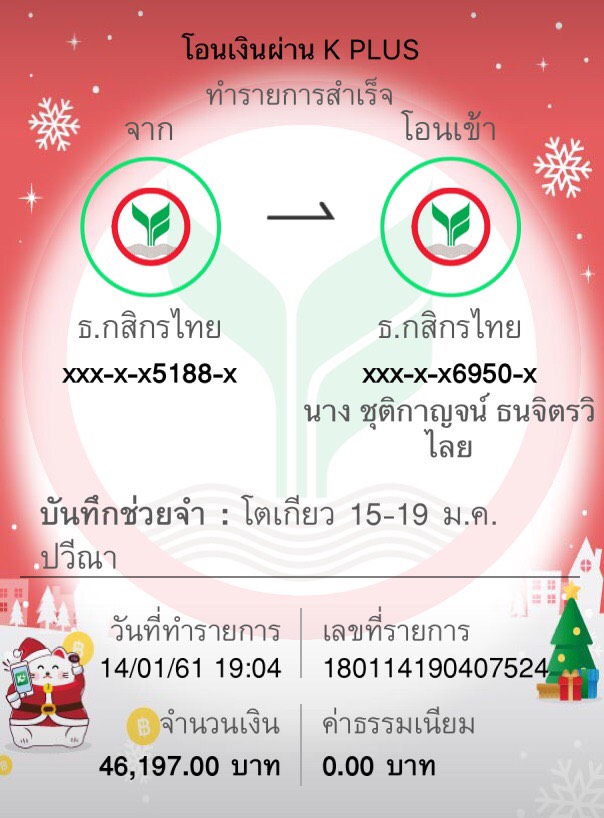 โอนเงินผ่าน K PLUS
ทำรายการสำเร็จ
จาก
โอนเข้า
ธ.กสิกรไทย
ธ.กสิกรไทย
xxx-x-x5188-x
xxx-x-x6950-x
นาง ชุติกาญจน์ ธนจิตรวิ
ไลย
บันทึกช่วยจำ : โตเกียว 15-19 ม.ค.
ปวีณา
วันที่ทำรายการ
เลขที่รายการ
14/01/61 19:04
180114190407524
จำนวนเงิน
ค่าธรรมเนียม
46,197.00 บาท
0.00 บาท